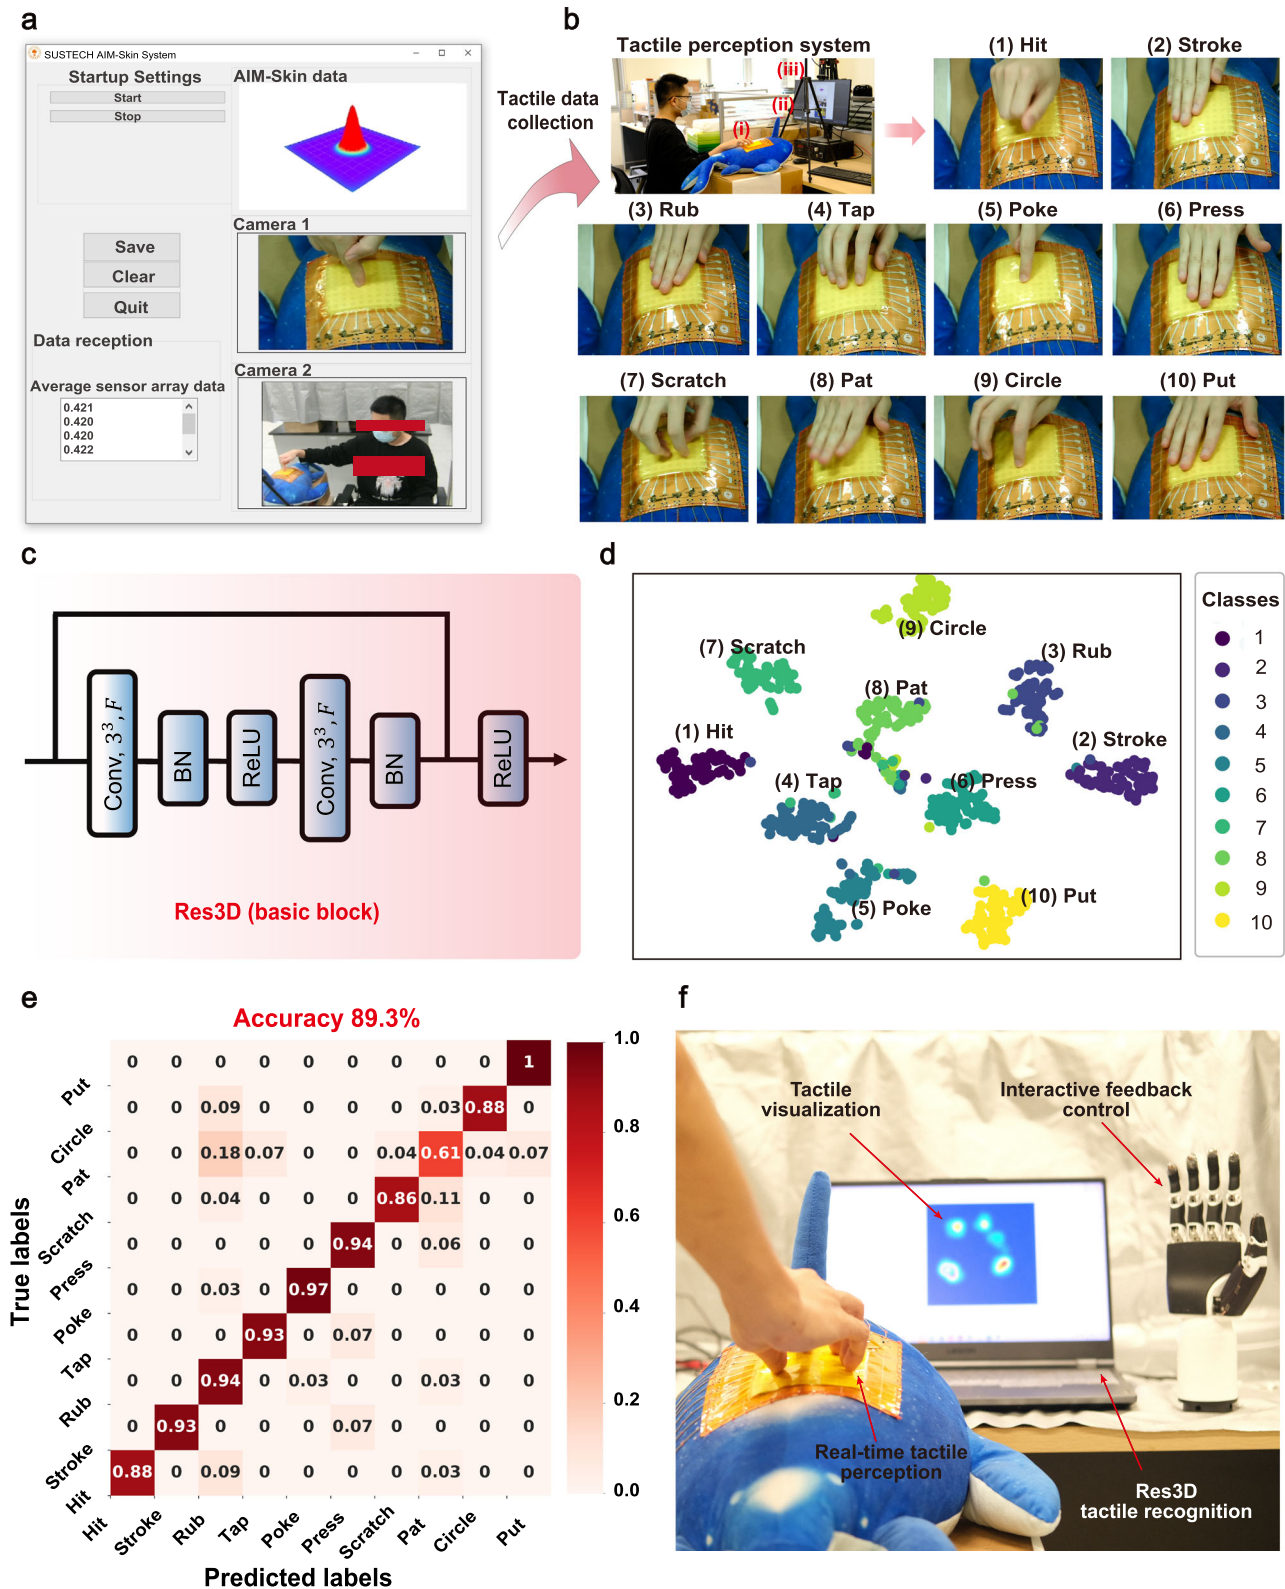 a
SUSTECH AIM-Skin System
Startup Settings
Start
Stop
Save
Clear
Quit
Data reception
Average sensor array data
0.421
0.420
0.420
0.422
AIM-Skin data
Camera 1
Camera 2
Tactile data
collection
b
Tactile perception system
(i)
(ii)
(iii)
(1) Hit
(2) Stroke
(3) Rub
(4) Tap
(5) Poke
(6) Press
(7) Scratch
(8) Pat
(9) Circle
(10) Put
c
Conv, 3³, F
BN
ReLU
Conv, 3³, F
BN
ReLU
Res3D (basic block)
d
(9) Circle
(7) Scratch
(3) Rub
(8) Pat
(1) Hit
(2) Stroke
(4) Tap
(6) Press
(10) Put
(5) Poke
Classes
1
2
3
4
5
6
7
8
9
10
e
Accuracy 89.3%
True labels
Put 0 0 0 0 0 0 0 0 0 1
Circle 0 0 0.09 0 0 0 0 0.03 0.88 0
Pat 0 0 0.18 0.07 0 0 0.04 0.61 0.04 0.07
Scratch 0 0 0.04 0 0 0 0.86 0.11 0 0
Press 0 0 0 0 0 0.94 0 0.06 0 0
Poke 0 0 0.03 0 0.97 0 0 0 0 0
Tap 0 0 0 0.93 0 0.07 0 0 0 0
Rub 0 0 0.94 0 0.03 0 0 0.03 0 0
Stroke 0 0.93 0 0 0 0.07 0 0 0 0
Hit 0.88 0 0.09 0 0 0 0 0.03 0 0
Hit Stroke Rub Tap Poke Press Scratch Pat Circle Put
Predicted labels
1.0
0.8
0.6
0.4
0.2
0.0
f
Tactile
visualization
Interactive feedback
control
Real-time tactile
perception
Res3D
tactile recognition